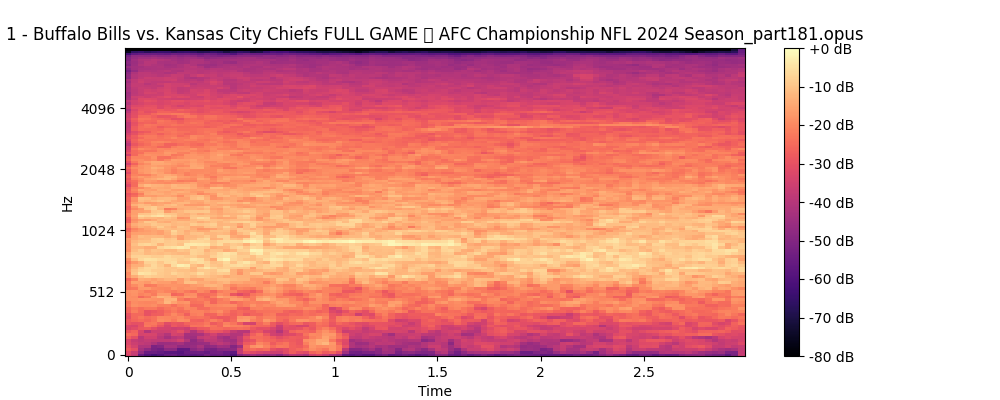 1 - Buffalo Bills vs. Kansas City Chiefs FULL GAME ▯ AFC Championship NFL 2024 Season_part181.opus
+0 dB
-10 dB
-20 dB
-30 dB
-40 dB
-50 dB
-60 dB
-70 dB
-80 dB
4096
2048
1024
512
0
Hz
0 0.5 1 1.5 2 2.5
Time